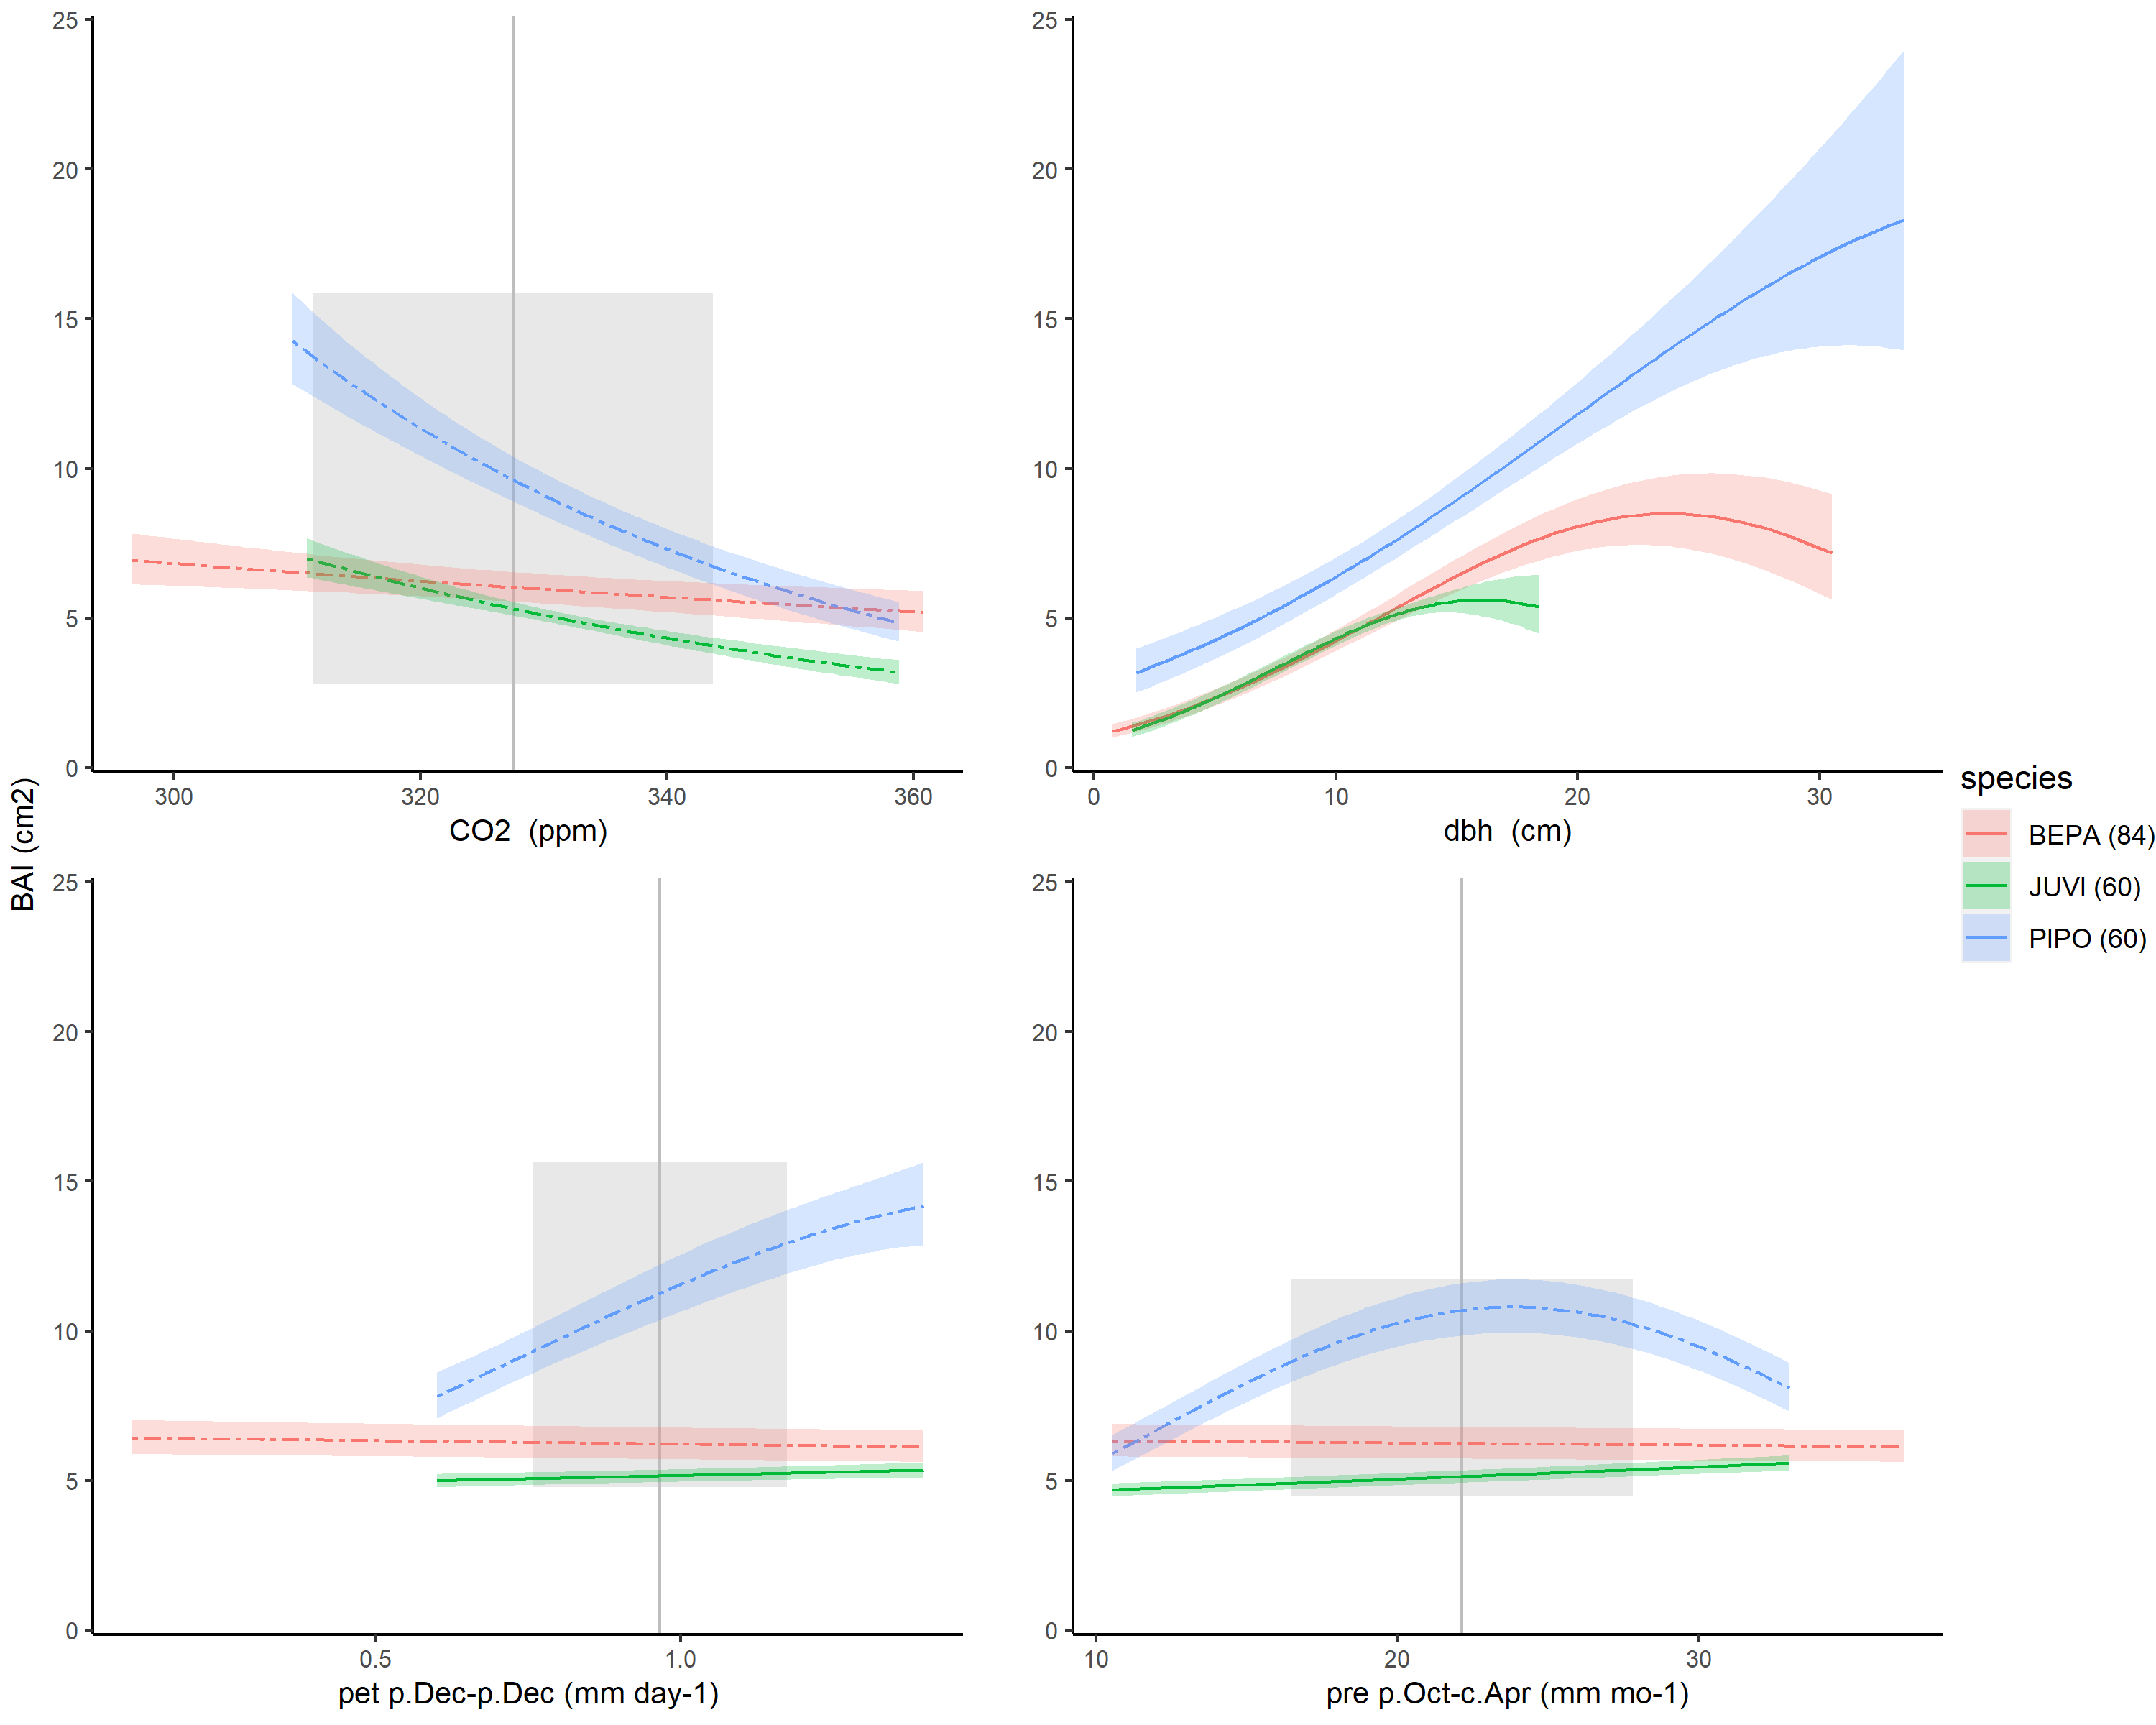 25
20
15
10
5
0
300 320 340 360
CO2 (ppm)
25
20
15
10
5
0
0 10 20 30
dbh (cm)
BAI (cm2)
25
20
15
10
5
0
0.5 1.0
pet p.Dec-p.Dec (mm day-1)
25
20
15
10
5
0
10 20 30
pre p.Oct-c.Apr (mm mo-1)
species
BEPA (84)
JUVI (60)
PIPO (60)